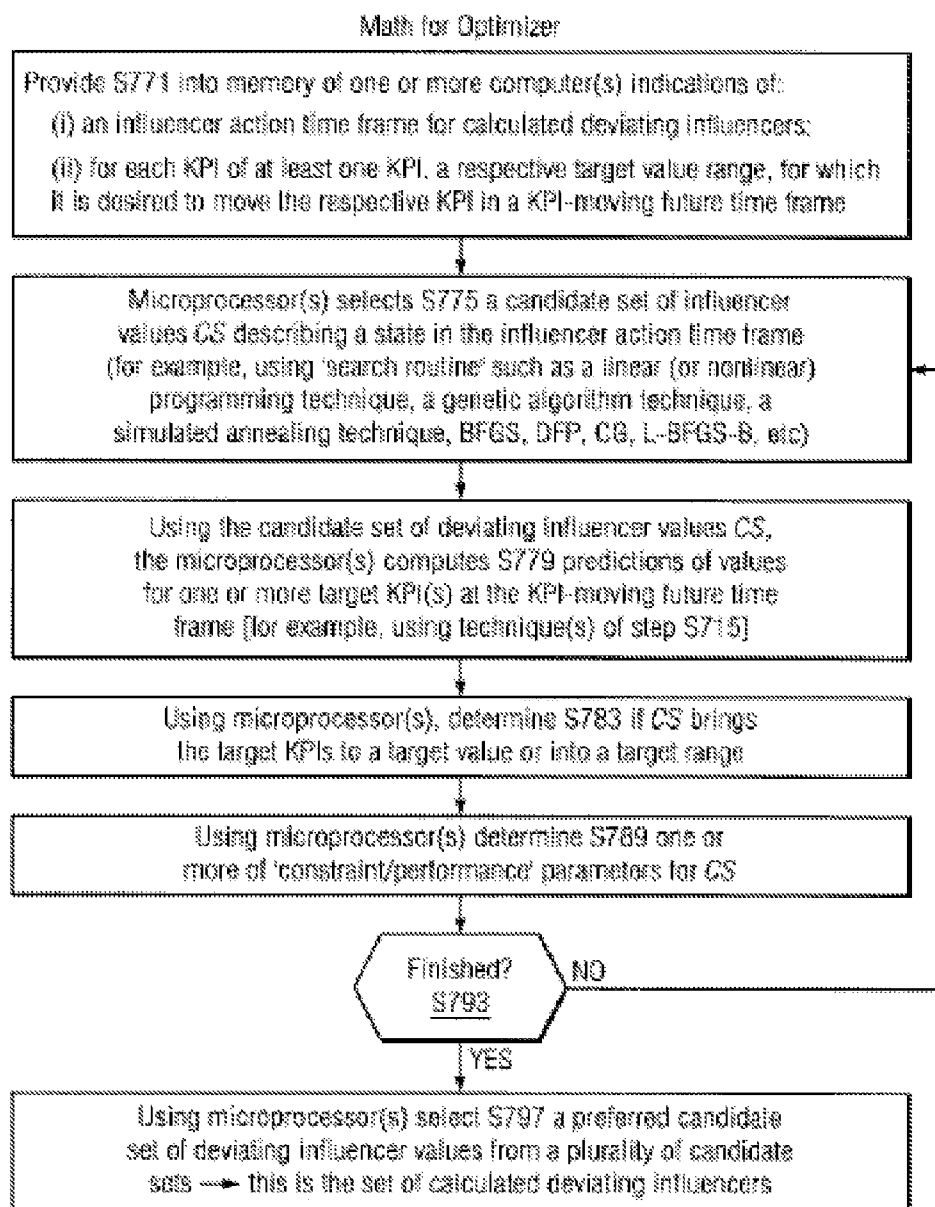 Math for Optimizer
Provide S771 into memory of one or more computer(s) indications of:
(i) an influencer action time frame for calculated deviating influencers;
(ii) for each KPI of at least one KPI, a respective target value range, for which
it is desired to move the respective KPI in a KPI-moving future time frame
Microprocessor(s) selects S775 a candidate set of influencer
values CS describing a state in the influencer action time frame
(for example, using 'search routine' such as a linear (or nonlinear)
programming technique, a genetic algorithm technique, a
simulated annealing technique, BFGS, DFP, CG, L-BFGS-B, etc)
Using the candidate set of deviating influencer values CS,
the microprocessor(s) computes S779 predictions of values
for one or more target KPI(s) at the KPI-moving future time
frame [for example, using technique(s) of step S715]
Using microprocessor(s), determine S783 if CS brings
the target KPIs to a target value or into a target range
Using microprocessor(s) determine S789 one or
more of 'constraint/performance' parameters for CS
Finished?
S793
NO
YES
Using microprocessor(s) select S797 a preferred candidate
set of deviating influencer values from a plurality of candidate
sets → this is the set of calculated deviating influencers